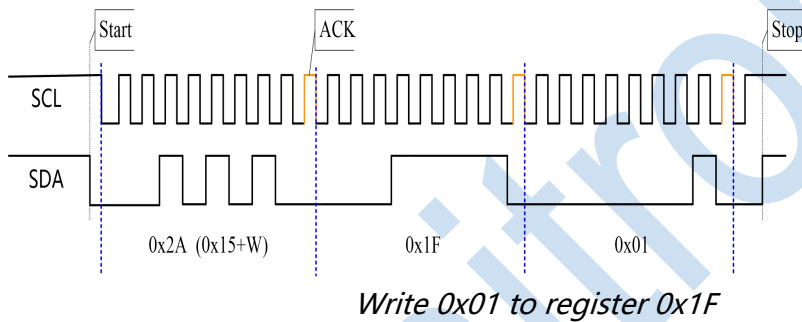 Start
ACK
Stop
SCL
SDA
0x2A (0x15+W)
0x1F
0x01
Write 0x01 to register 0x1F